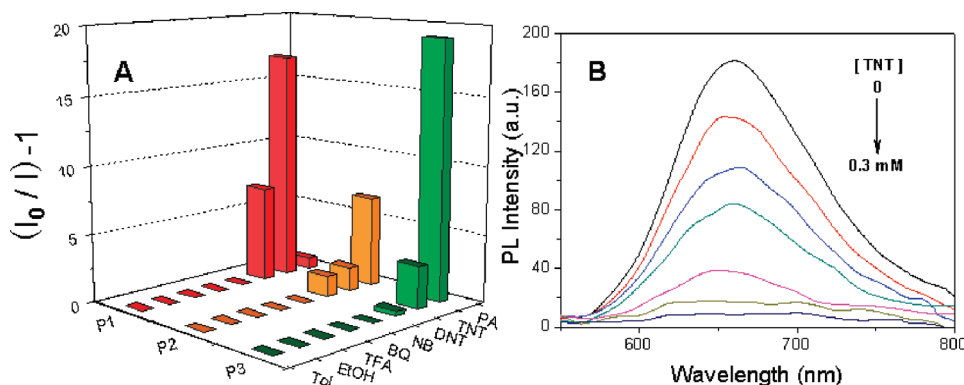 A
(I0 / I) -1
20
15
10
5
0
P1
P2
P3
Tol
EtOH
TFA
BQ
NB
DNT
TNT
PA
B
PL Intensity (a.u.)
200
160
120
80
40
0
600
700
800
Wavelength (nm)
[TNT]
0
0.3 mM